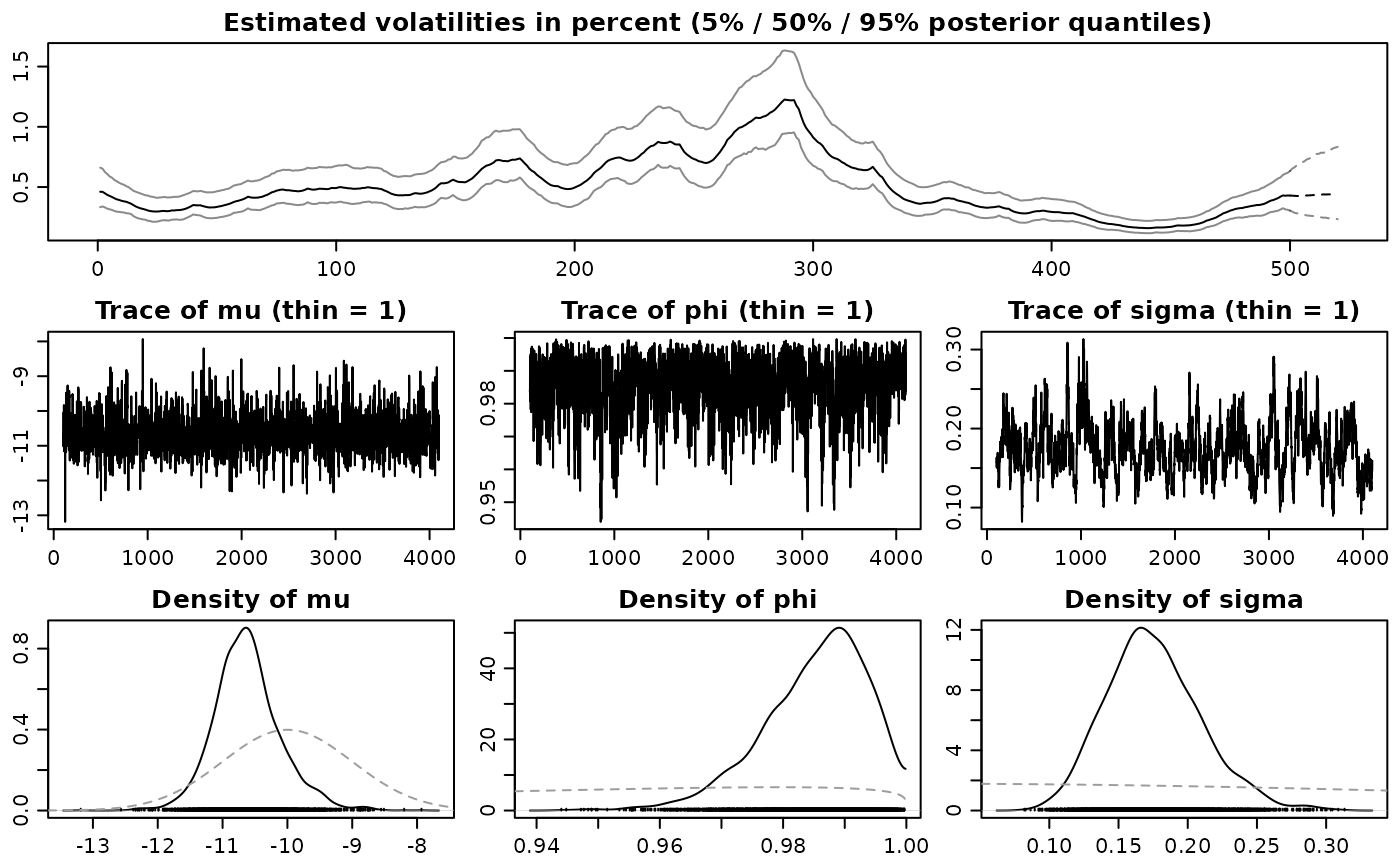 Estimated volatilities in percent (5% / 50% / 95% posterior quantiles)
0.5 1.0 1.5
0 100 200 300 400 500
Trace of mu (thin = 1)
-13 -11 -9
0 1000 2000 3000 4000
Trace of phi (thin = 1)
0.95 0.98
0 1000 2000 3000 4000
Trace of sigma (thin = 1)
0.10 0.20 0.30
0 1000 2000 3000 4000
Density of mu
0.0 0.4 0.8
-13 -12 -11 -10 -9 -8
Density of phi
0 20 40
0.94 0.96 0.98 1.00
Density of sigma
0 4 8 12
0.10 0.15 0.20 0.25 0.30